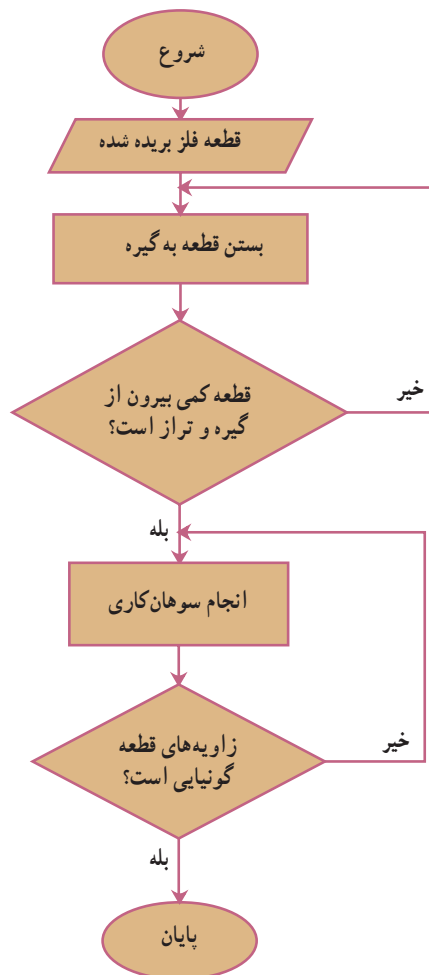 شروع
قطعه فلز بریده شده
بستن قطعه به گیره
قطعه کمی بیرون از
گیره و تراز است؟
خیر
بله
انجام سوهان‌کاری
زاویه‌های قطعه
گونیایی است؟
خیر
بله
پایان